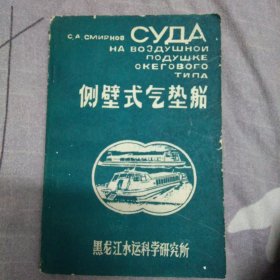 С.А. СМИРНОВ СУДА
НА ВОЗДУШНОЙ
ПОДУШКЕ
СКЕГОВОГО
ТИПА
侧壁式气垫船
黑龙江水运科学研究所